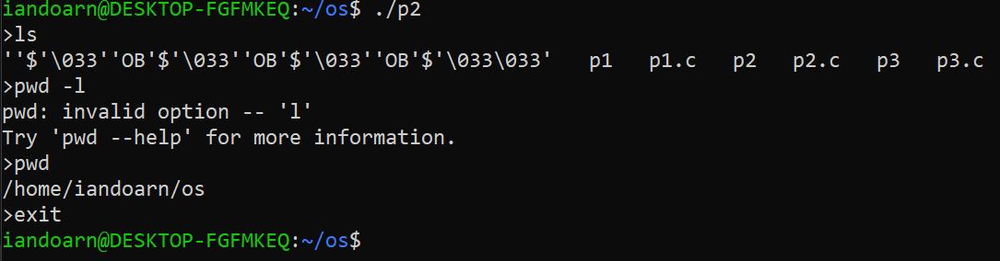 iandoarn@DESKTOP-FGFMKEQ:~/os$ ./p2
>ls
''$'\033''OB'$'\033''OB'$'\033''OB'$'\033\033' p1 p1.c p2 p2.c p3 p3.c
>pwd -l
pwd: invalid option -- 'l'
Try 'pwd --help' for more information.
>pwd
/home/iandoarn/os
>exit
iandoarn@DESKTOP-FGFMKEQ:~/os$